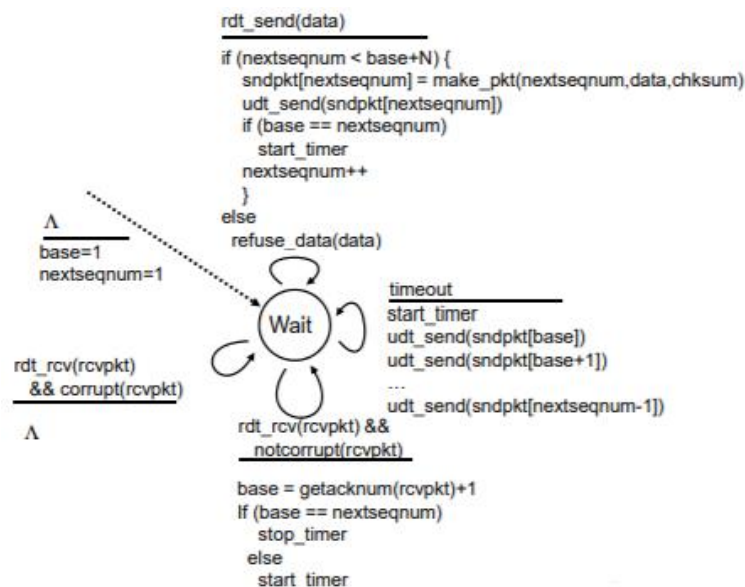 rdt_send(data)
if (nextseqnum < base+N) {
sndpkt[nextseqnum] = make_pkt(nextseqnum,data,chksum)
udt_send(sndpkt[nextseqnum])
if (base == nextseqnum)
start_timer
nextseqnum++
}
else
refuse_data(data)
Λ
base=1
nextseqnum=1
Wait
timeout
start_timer
udt_send(sndpkt[base])
udt_send(sndpkt[base+1])
...
udt_send(sndpkt[nextseqnum-1])
rdt_rcv(rcvpkt)
&& corrupt(rcvpkt)
Λ
rdt_rcv(rcvpkt) &&
notcorrupt(rcvpkt)
base = getacknum(rcvpkt)+1
If (base == nextseqnum)
stop_timer
else
start_timer